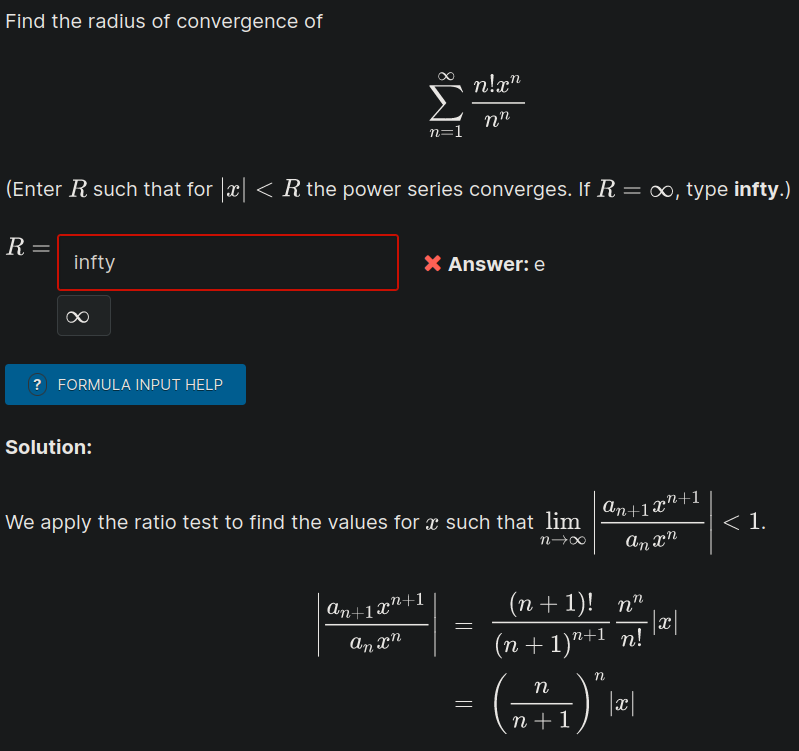 Find the radius of convergence of
$$\sum_{n=1}^{\infty} \frac{n!x^n}{n^n}$$
(Enter $R$ such that for $|x| < R$ the power series converges. If $R = \infty$, type **infty**.)
$R =$ infty ✖ **Answer:** e
∞
? FORMULA INPUT HELP
**Solution:**
We apply the ratio test to find the values for $x$ such that $\lim_{n \to \infty} \left| \frac{a_{n+1}x^{n+1}}{a_n x^n} \right| < 1.$
$$\left| \frac{a_{n+1}x^{n+1}}{a_n x^n} \right| = \frac{(n+1)!}{(n+1)^{n+1}} \frac{n^n}{n!} |x|$$
$$= \left( \frac{n}{n+1} \right)^n |x|$$